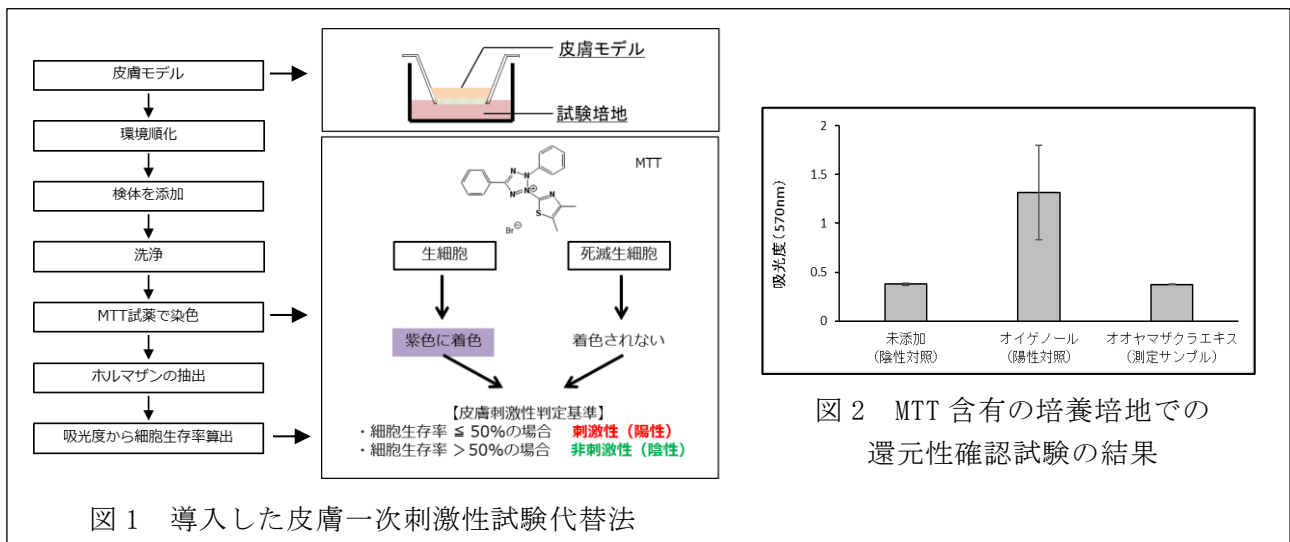 皮膚モデル
環境順化
検体を添加
洗浄
MTT試薬で染色
ホルマザンの抽出
吸光度から細胞生存率算出
皮膚モデル
試験培地
MTT
N
N
N
N
⊕
N
S
Br⊖
生細胞
死滅生細胞
紫色に着色
着色されない
【皮膚刺激性判定基準】
・細胞生存率 ≦ 50%の場合 刺激性（陽性）
・細胞生存率 ＞50%の場合 非刺激性（陰性）
図1 導入した皮膚一次刺激性試験代替法
吸光度（570nm）
2
1.5
1
0.5
0
未添加
（陰性対照）
オイゲノール
（陽性対照）
オオヤマザクラエキス
（測定サンプル）
図2 MTT含有の培養培地での
還元性確認試験の結果